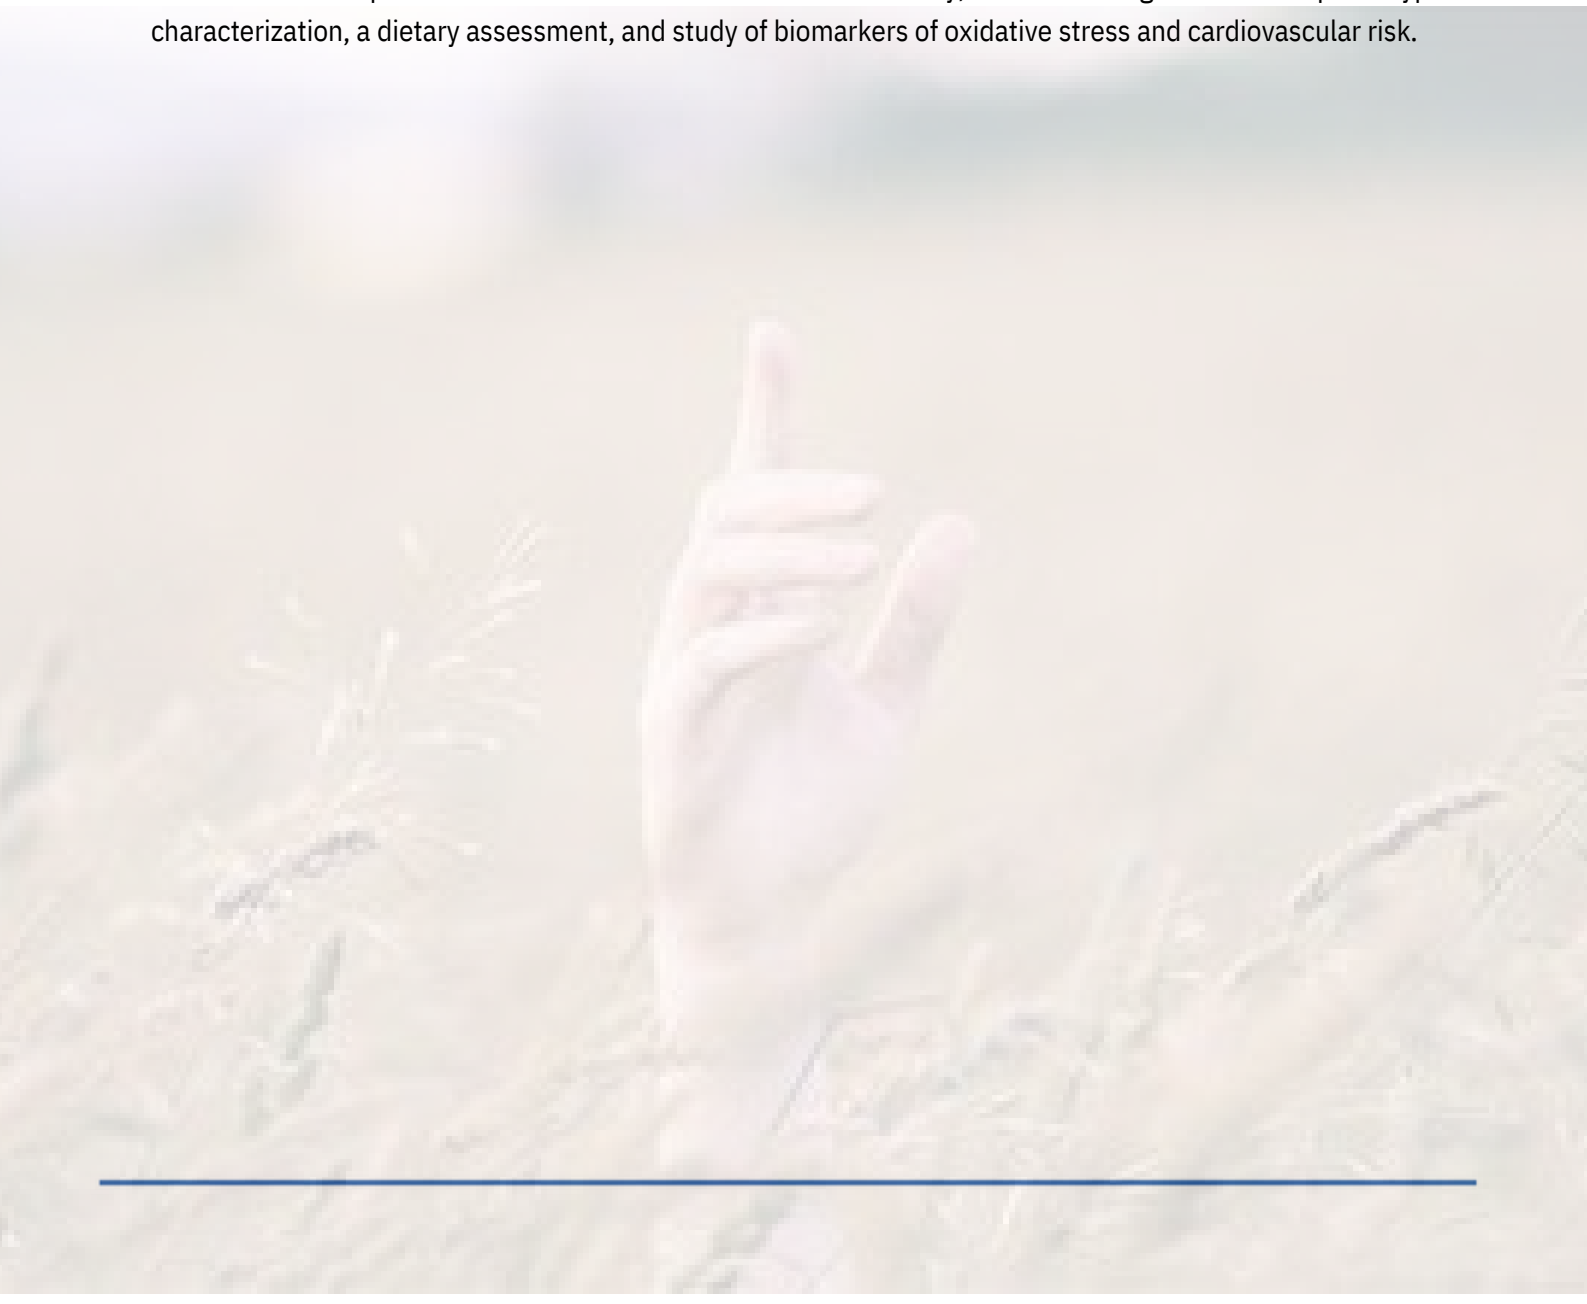 characterization, a dietary assessment, and study of biomarkers of oxidative stress and cardiovascular risk.